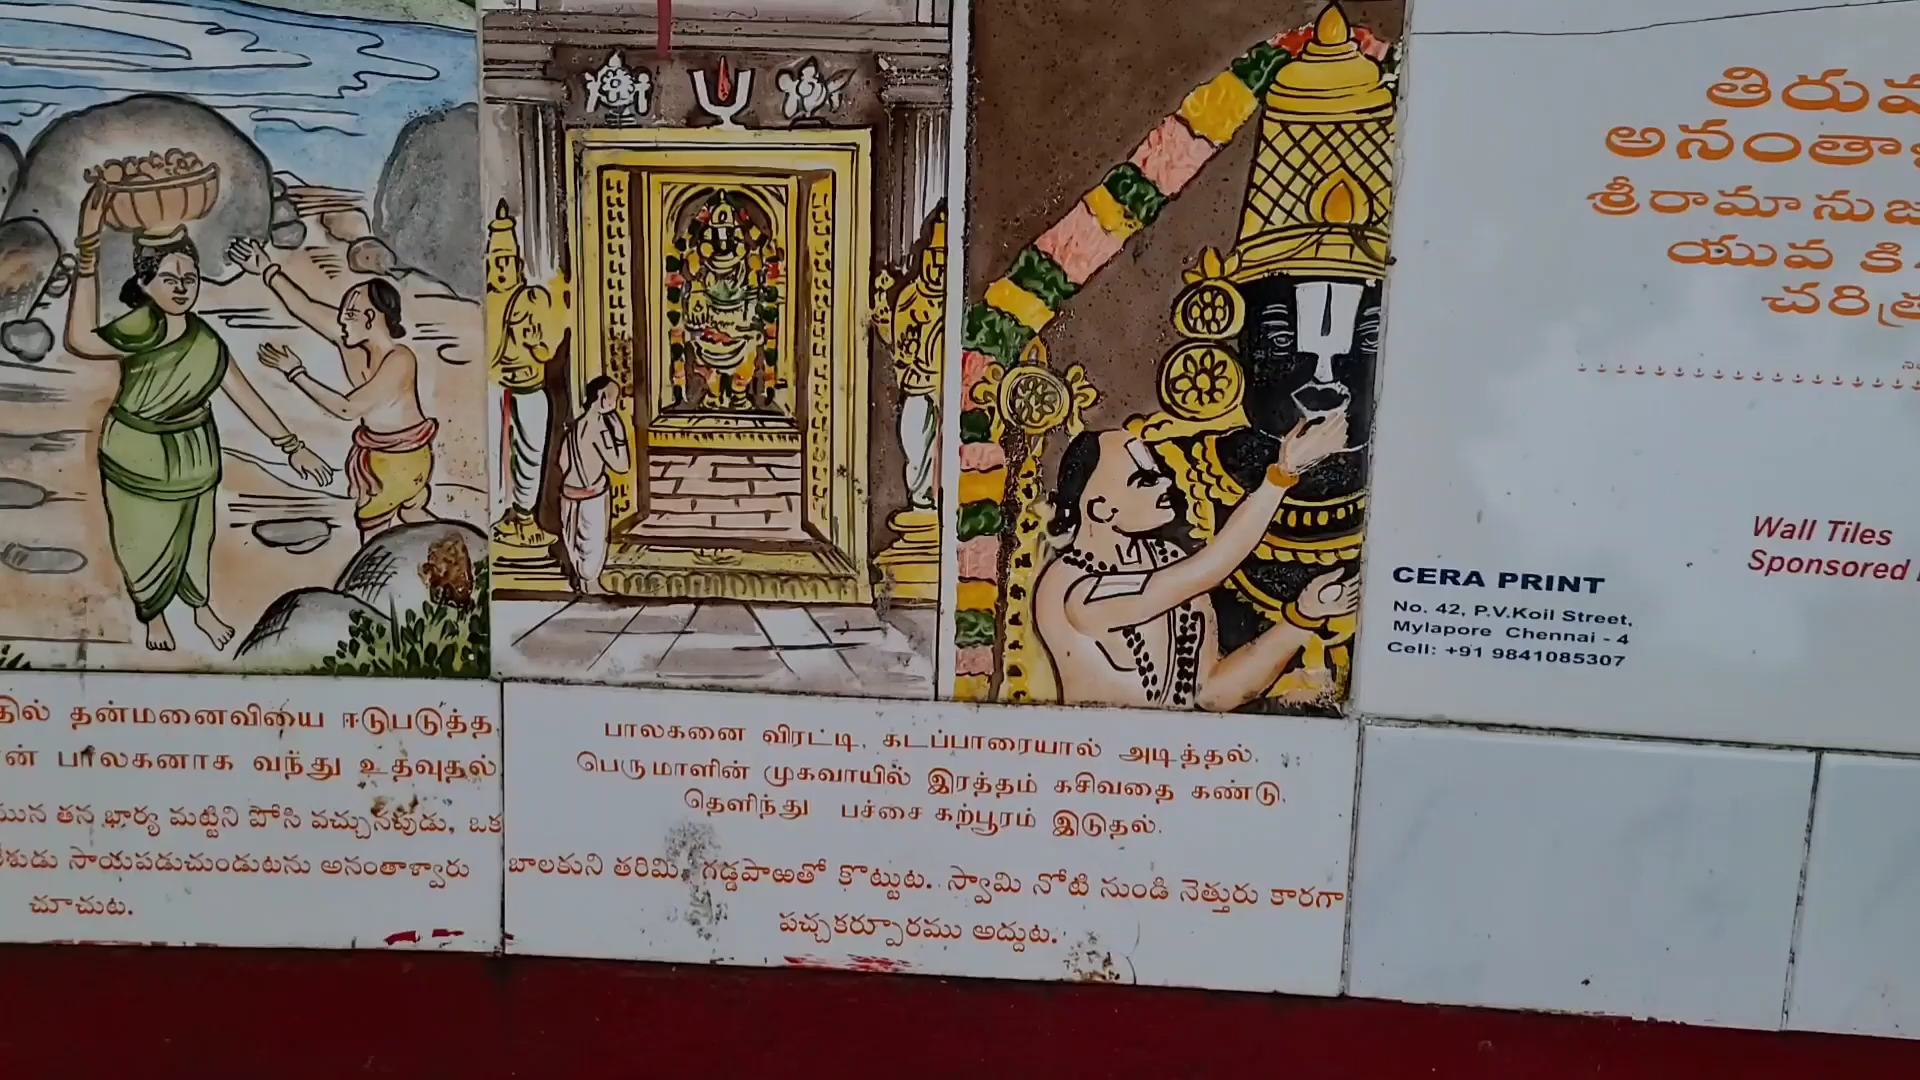 தில் தன்மனைவியை ஈடுபடுத்த
ன் பாலகனாக வந்து உதவுதல்
తన భార్య మట్టిని పోసి వచ్చునపుడు, ఒక
సాయపడుచుండుటను అనంతాళ్వారు
చూచుట.
பாலகனை விரட்டி, கடப்பாரையால் அடித்தல்.
பெருமாளின் முகவாயில் இரத்தம் கசிவதை கண்டு,
தெளிந்து பச்சை கற்பூரம் இடுதல்.
బాలకుని తరిమి, గడ్డపాఱతో కొట్టుట. స్వామి నోటి నుండి నెత్తురు కారగా
పచ్చకర్పూరము అద్దుట.
திரும
அனந்தா
ஸ்ரீராமானுஜ
யுவ கி
சரித்
CERA PRINT
No. 42, P.V.Koil Street,
Mylapore Chennai - 4
Cell: +91 9841085307
Wall Tiles
Sponsored